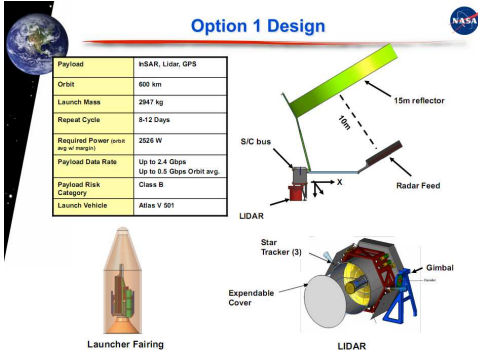 Option 1 Design
NASA
Payload
InSAR, Lidar, GPS
Orbit
600 km
Launch Mass
2947 kg
Repeat Cycle
8-12 Days
Required Power (orbit
avg w/ margin)
2526 W
Payload Data Rate
Up to 2.4 Gbps
Up to 0.5 Gbps Orbit avg.
Payload Risk
Category
Class B
Launch Vehicle
Atlas V 501
15m reflector
10m
S/C bus
X
Radar Feed
LIDAR
Star
Tracker (3)
Gimbal
Expendable
Cover
Launcher Fairing
LIDAR